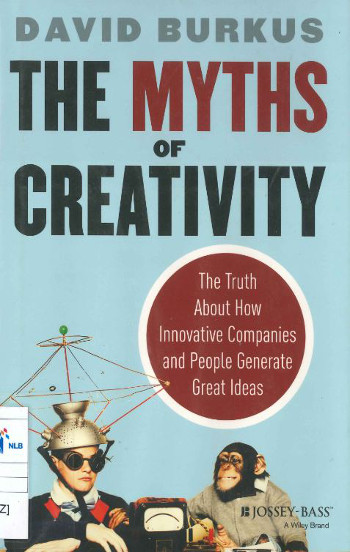 DAVID BURKUS
THE MYTHS
OF
CREATIVITY
The Truth
About How
Innovative Companies
and People Generate
Great Ideas
NLB
Z]
JOSSEY-BASS™
A Wiley Brand